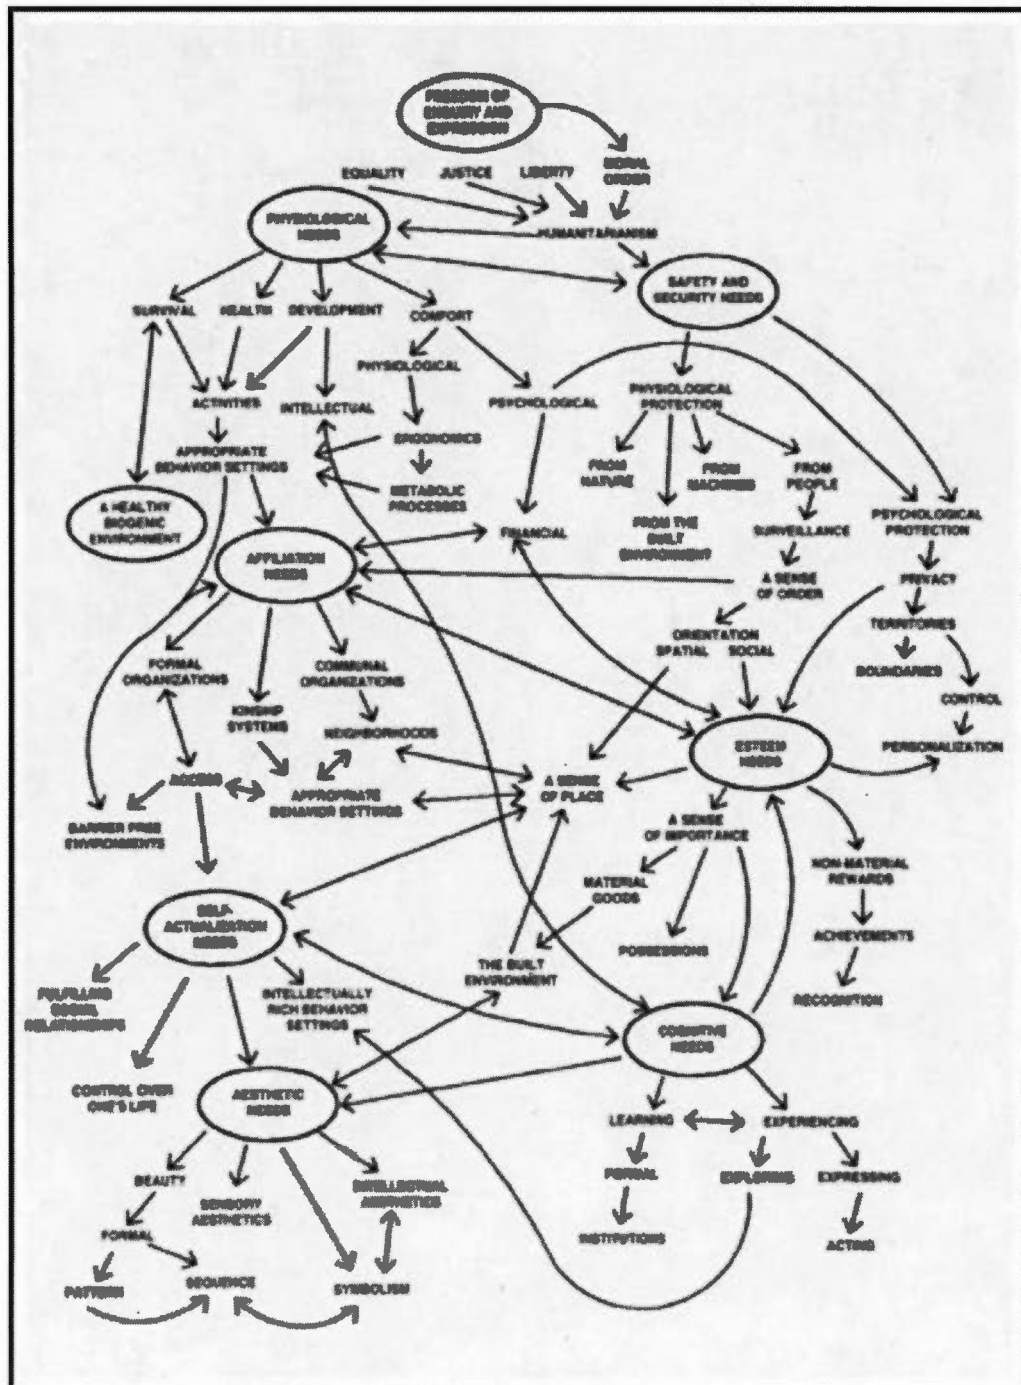 FREEDOM OF
ENQUIRY AND
EXPRESSION
EQUALITY
JUSTICE
LIBERTY
MORAL
ORDER
HUMANITARIANISM
PHYSIOLOGICAL
NEEDS
SAFETY AND
SECURITY NEEDS
SURVIVAL
HEALTH
DEVELOPMENT
COMFORT
PHYSIOLOGICAL
ACTIVITIES
INTELLECTUAL
PSYCHOLOGICAL
PHYSIOLOGICAL
PROTECTION
APPROPRIATE
BEHAVIOR SETTINGS
ERGONOMICS
METABOLIC
PROCESSES
FROM
NATURE
FROM
MACHINES
FROM
PEOPLE
A HEALTHY
BIOGENIC
ENVIRONMENT
FINANCIAL
FROM THE
BUILT
ENVIRONMENT
SURVEILLANCE
PSYCHOLOGICAL
PROTECTION
AFFILIATION
NEEDS
A SENSE
OF ORDER
PRIVACY
TERRITORIES
ORIENTATION
SPATIAL SOCIAL
BOUNDARIES
CONTROL
PERSONALIZATION
FORMAL
ORGANIZATIONS
COMMUNAL
ORGANIZATIONS
KINSHIP
SYSTEMS
NEIGHBORHOODS
ESTEEM
NEEDS
ACCESS
APPROPRIATE
BEHAVIOR SETTINGS
A SENSE
OF PLACE
BARRIER FREE
ENVIRONMENTS
A SENSE
OF IMPORTANCE
NON-MATERIAL
REWARDS
MATERIAL
GOODS
SELF-
ACTUALIZATION
NEEDS
ACHIEVEMENTS
POSSESSIONS
THE BUILT
ENVIRONMENT
RECOGNITION
FULFILLING
SOCIAL
RELATIONSHIPS
INTELLECTUALLY
RICH BEHAVIOR
SETTINGS
COGNITIVE
NEEDS
CONTROL OVER
ONE'S LIFE
AESTHETIC
NEEDS
LEARNING
EXPERIENCING
BEAUTY
SENSORY
AESTHETICS
INTELLECTUAL
AESTHETICS
FORMAL
EXPLORING
EXPRESSING
FORMAL
INSTITUTIONS
ACTING
PATTERN
SEQUENCE
SYMBOLISM